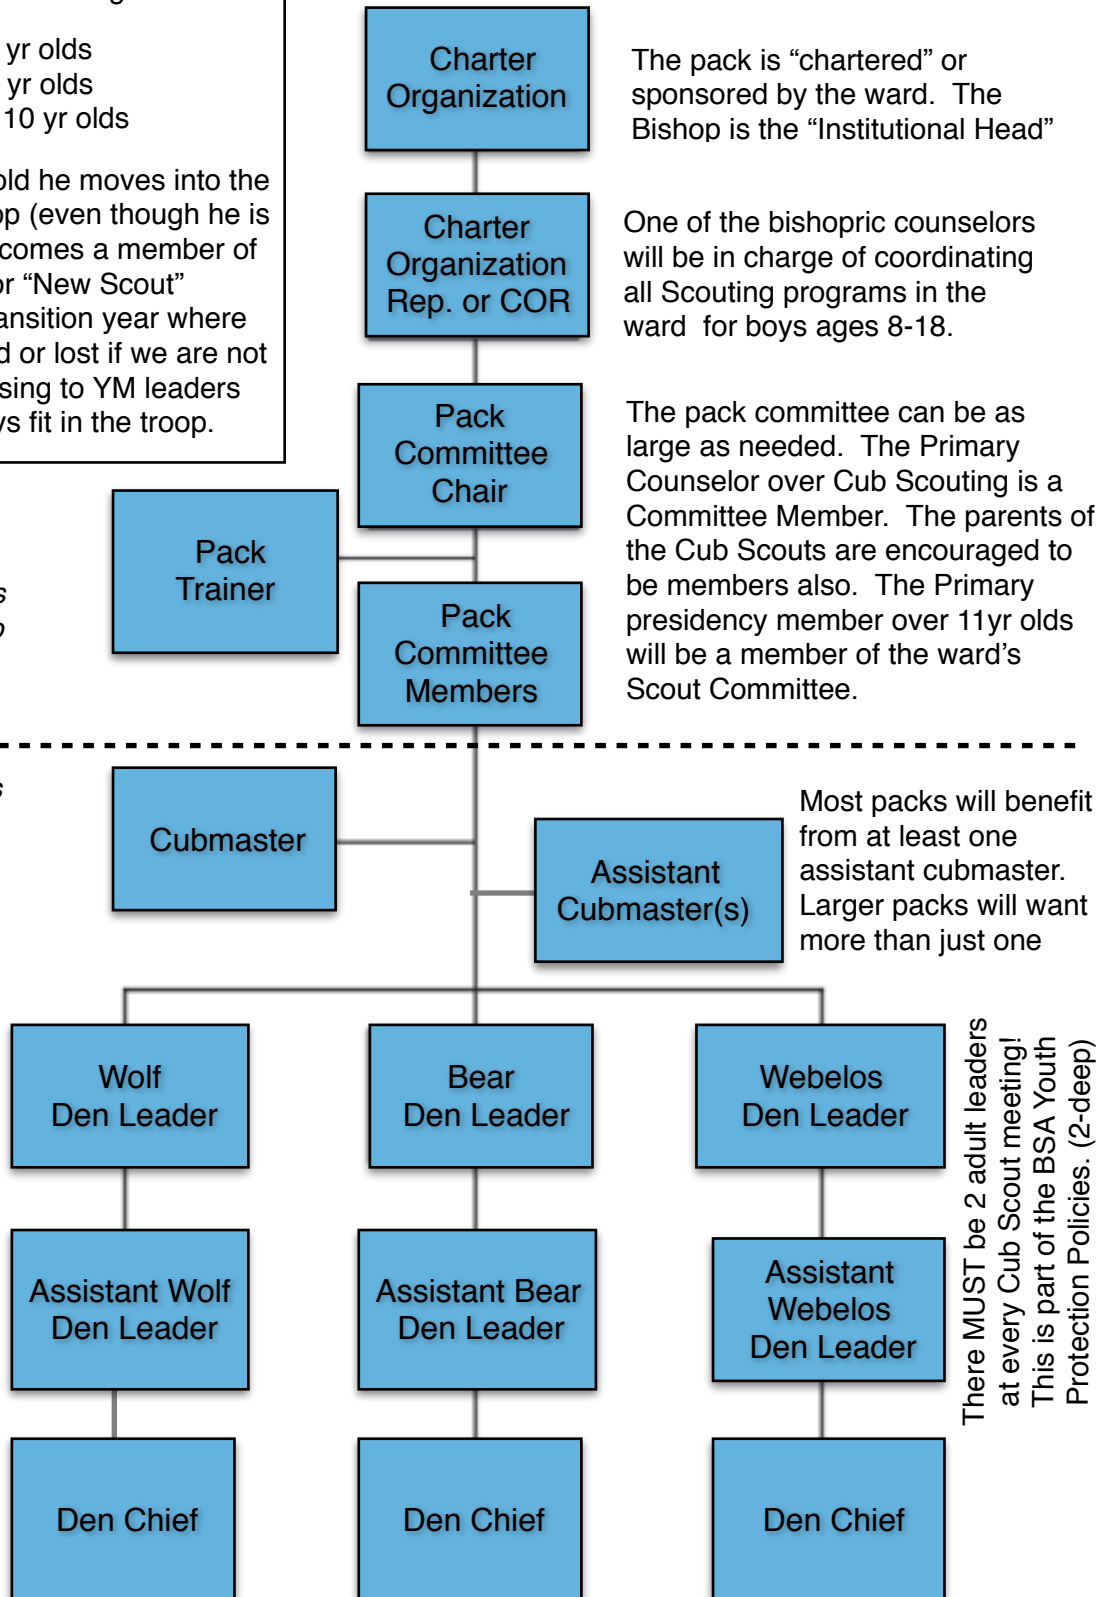 yr olds
yr olds
10 yr olds
old he moves into the
op (even though he is
comes a member of
or “New Scout”
ansition year where
d or lost if we are not
sing to YM leaders
ys fit in the troop.
Charter
Organization
The pack is “chartered” or
sponsored by the ward.  The
Bishop is the “Institutional Head”
Charter
Organization
Rep. or COR
One of the bishopric counselors
will be in charge of coordinating
all Scouting programs in the
ward  for boys ages 8-18.
Pack
Committee
Chair
The pack committee can be as
large as needed.  The Primary
Counselor over Cub Scouting is a
Committee Member.  The parents of
the Cub Scouts are encouraged to
be members also.  The Primary
presidency member over 11yr olds
will be a member of the ward’s
Scout Committee.
Pack
Trainer
Pack
Committee
Members
s
Cubmaster
Assistant
Cubmaster(s)
Most packs will benefit
from at least one
assistant cubmaster.
Larger packs will want
more than just one
Wolf
Den Leader
Bear
Den Leader
Webelos
Den Leader
There MUST be 2 adult leaders
at every Cub Scout meeting!
This is part of the BSA Youth
Protection Policies. (2-deep)
Assistant Wolf
Den Leader
Assistant Bear
Den Leader
Assistant
Webelos
Den Leader
Den Chief
Den Chief
Den Chief